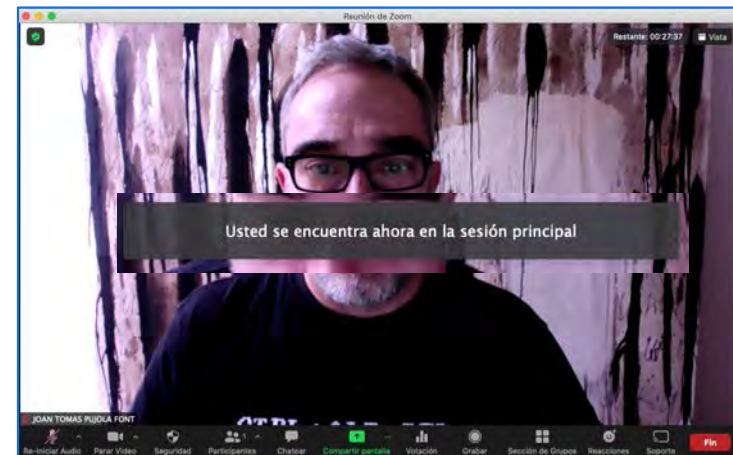 Reunión de Zoom
Restante: 00:27:37
Vista
Usted se encuentra ahora en la sesión principal
JOAN TOMAS PUJOLA FONT
Re-Iniciar Audio Parar Video Seguridad Participantes 1 Chatear Compartir pantalla Votación Grabar Sección de Grupos Reacciones Soporte Fin